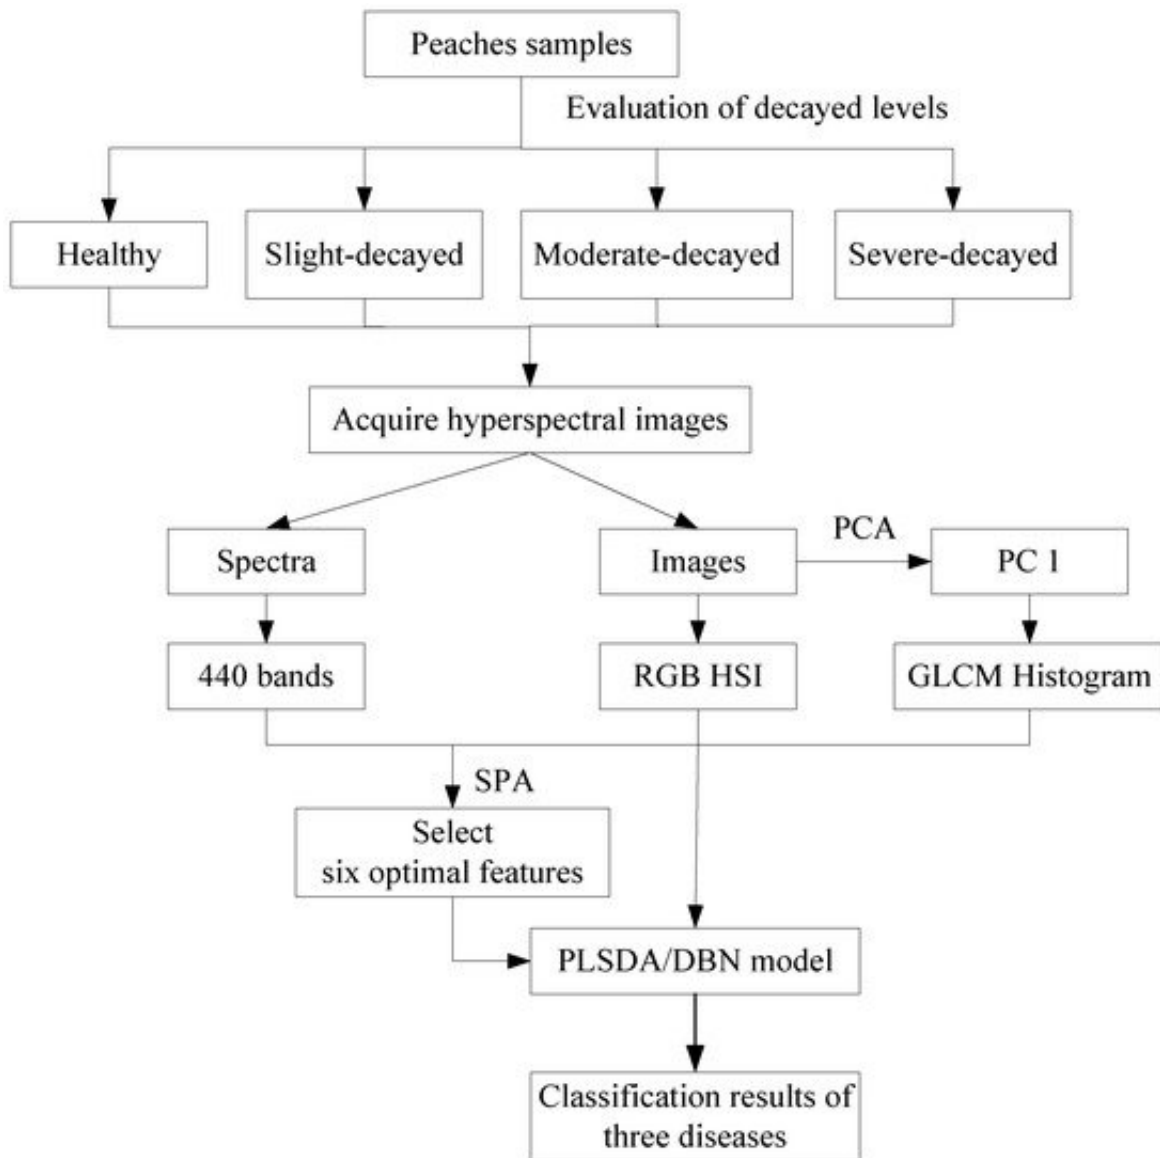 Peaches samples
Evaluation of decayed levels
Healthy
Slight-decayed
Moderate-decayed
Severe-decayed
Acquire hyperspectral images
Spectra
Images
PCA
PC 1
440 bands
RGB HSI
GLCM Histogram
SPA
Select
six optimal features
PLSDA/DBN model
Classification results of
three diseases